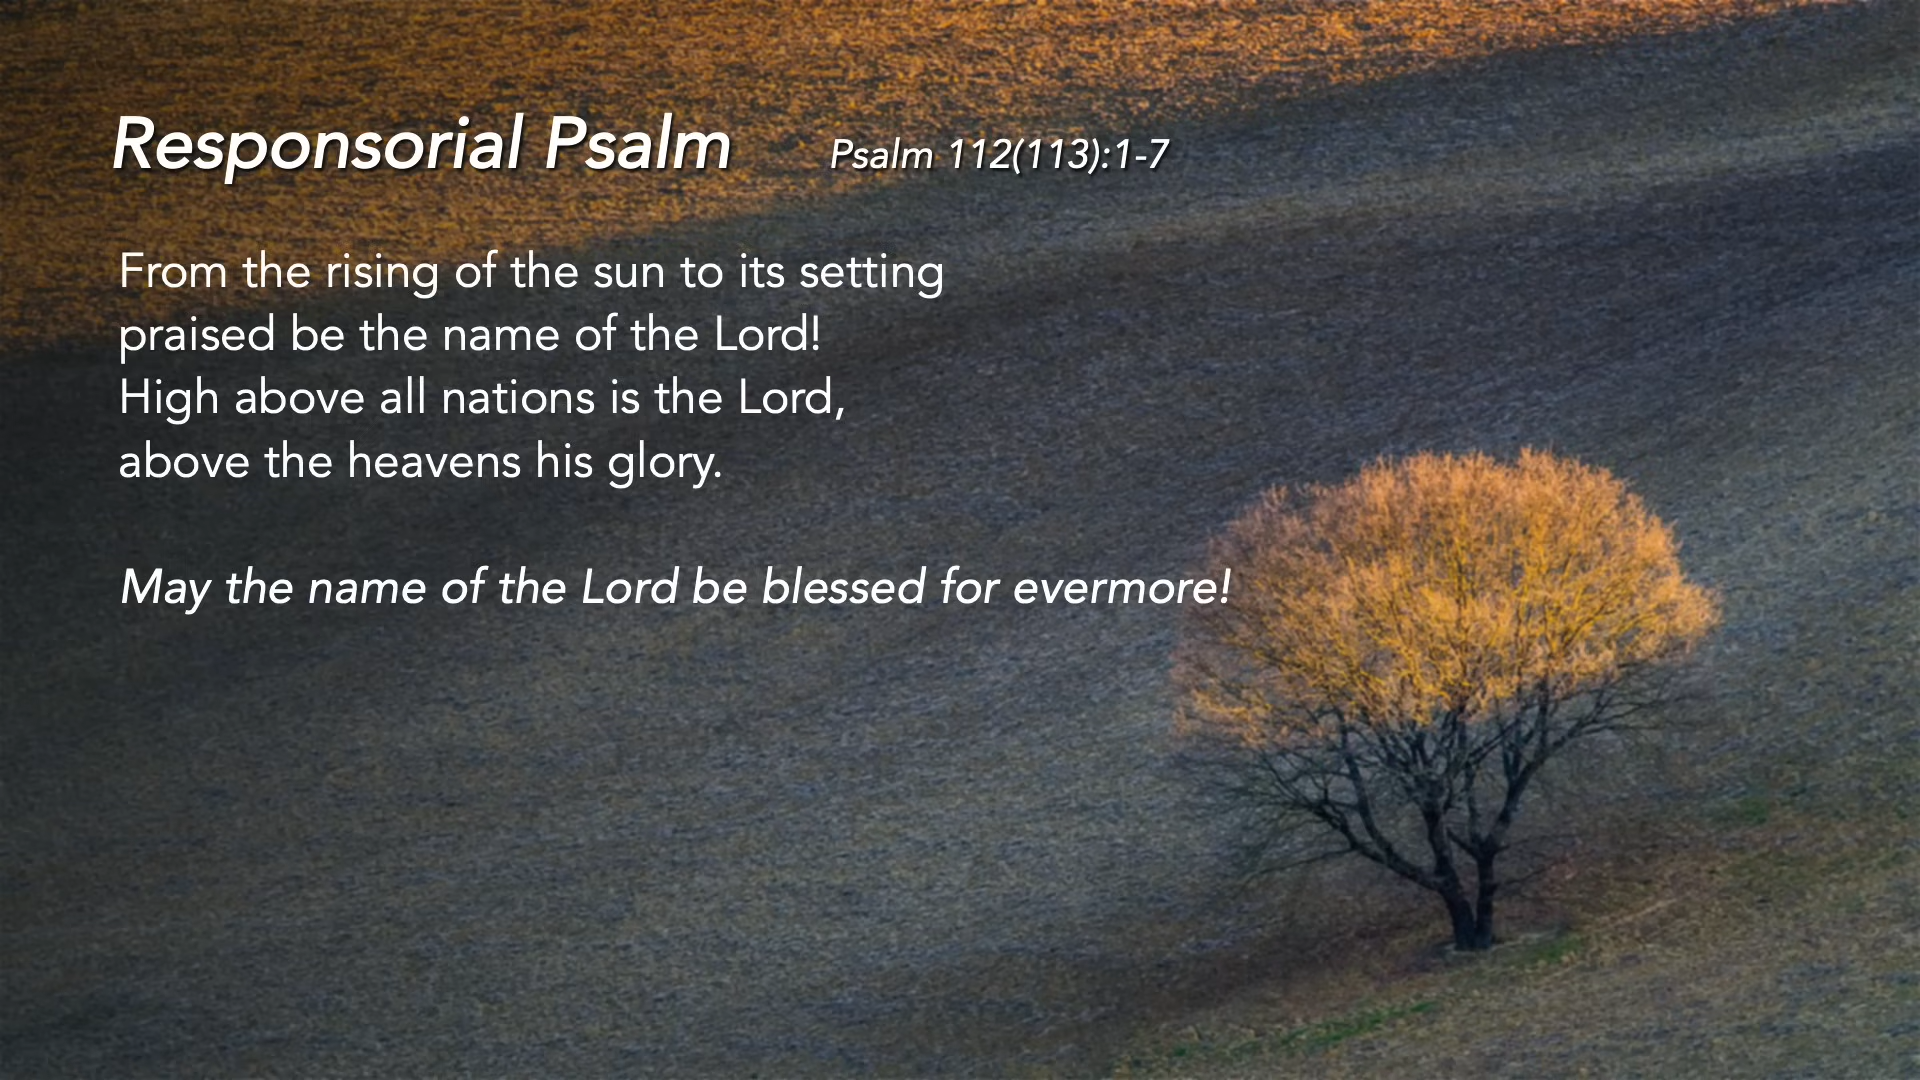 Responsorial Psalm Psalm 112(113):1-7
From the rising of the sun to its setting
praised be the name of the Lord!
High above all nations is the Lord,
above the heavens his glory.
May the name of the Lord be blessed for evermore!